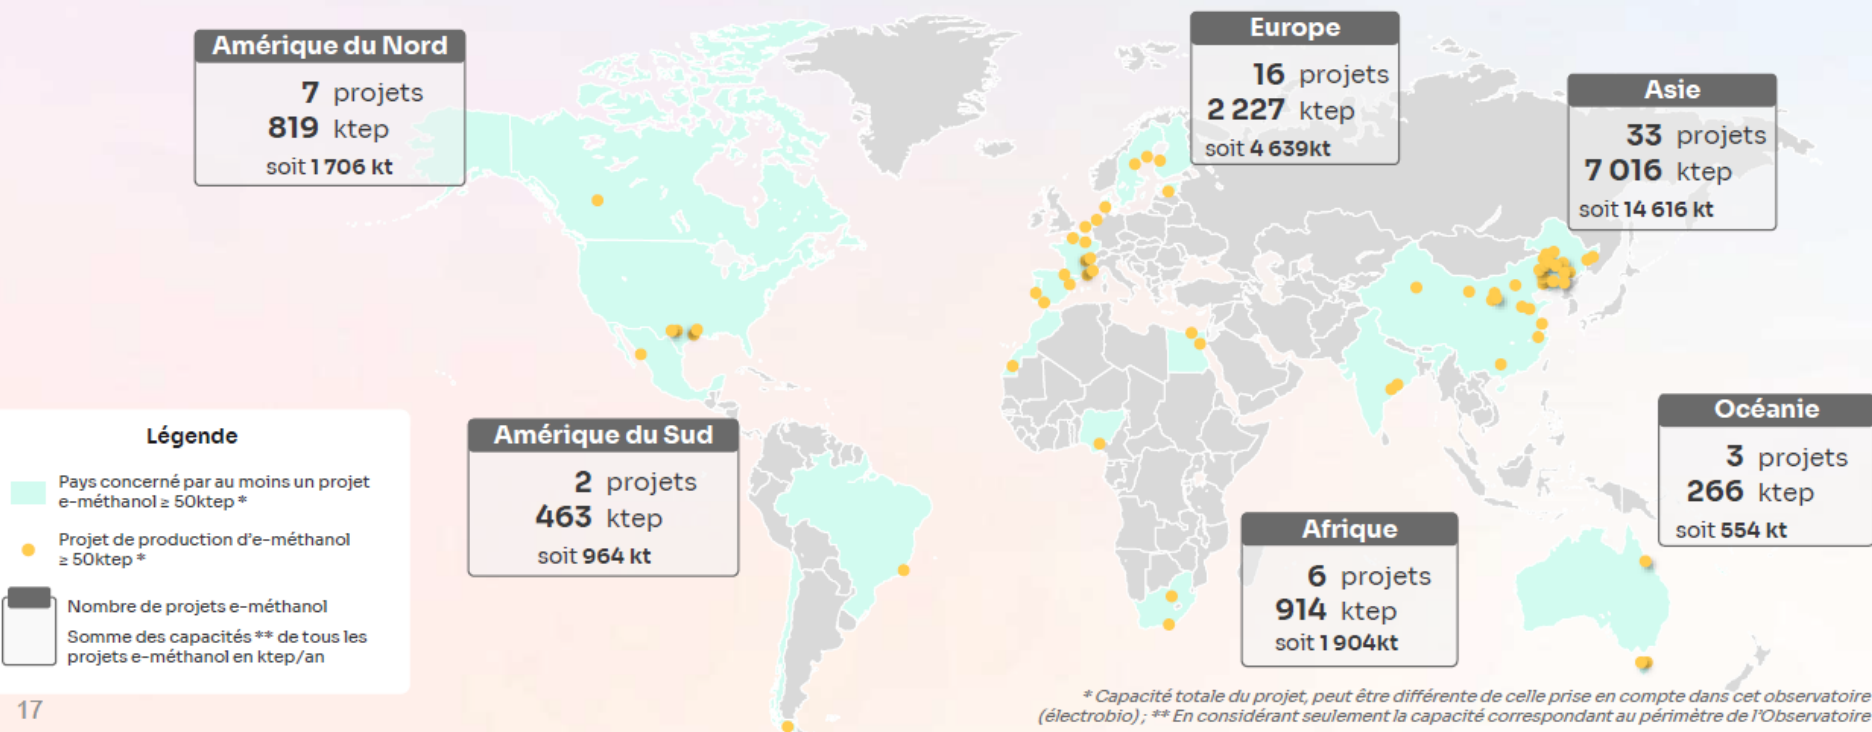 Amérique du Nord
7 projets
819 ktep
soit 1 706 kt
Europe
16 projets
2 227 ktep
soit 4 639kt
Asie
33 projets
7 016 ktep
soit 14 616 kt
Amérique du Sud
2 projets
463 ktep
soit 964 kt
Afrique
6 projets
914 ktep
soit 1 904kt
Océanie
3 projets
266 ktep
soit 554 kt
Légende
Pays concerné par au moins un projet
e-méthanol ≥ 50ktep *
Projet de production d'e-méthanol
≥ 50ktep *
Nombre de projets e-méthanol
Somme des capacités ** de tous les
projets e-méthanol en ktep/an
17
* Capacité totale du projet, peut être différente de celle prise en compte dans cet observatoire
(électrobio) ; ** En considérant seulement la capacité correspondant au périmètre de l'Observatoire